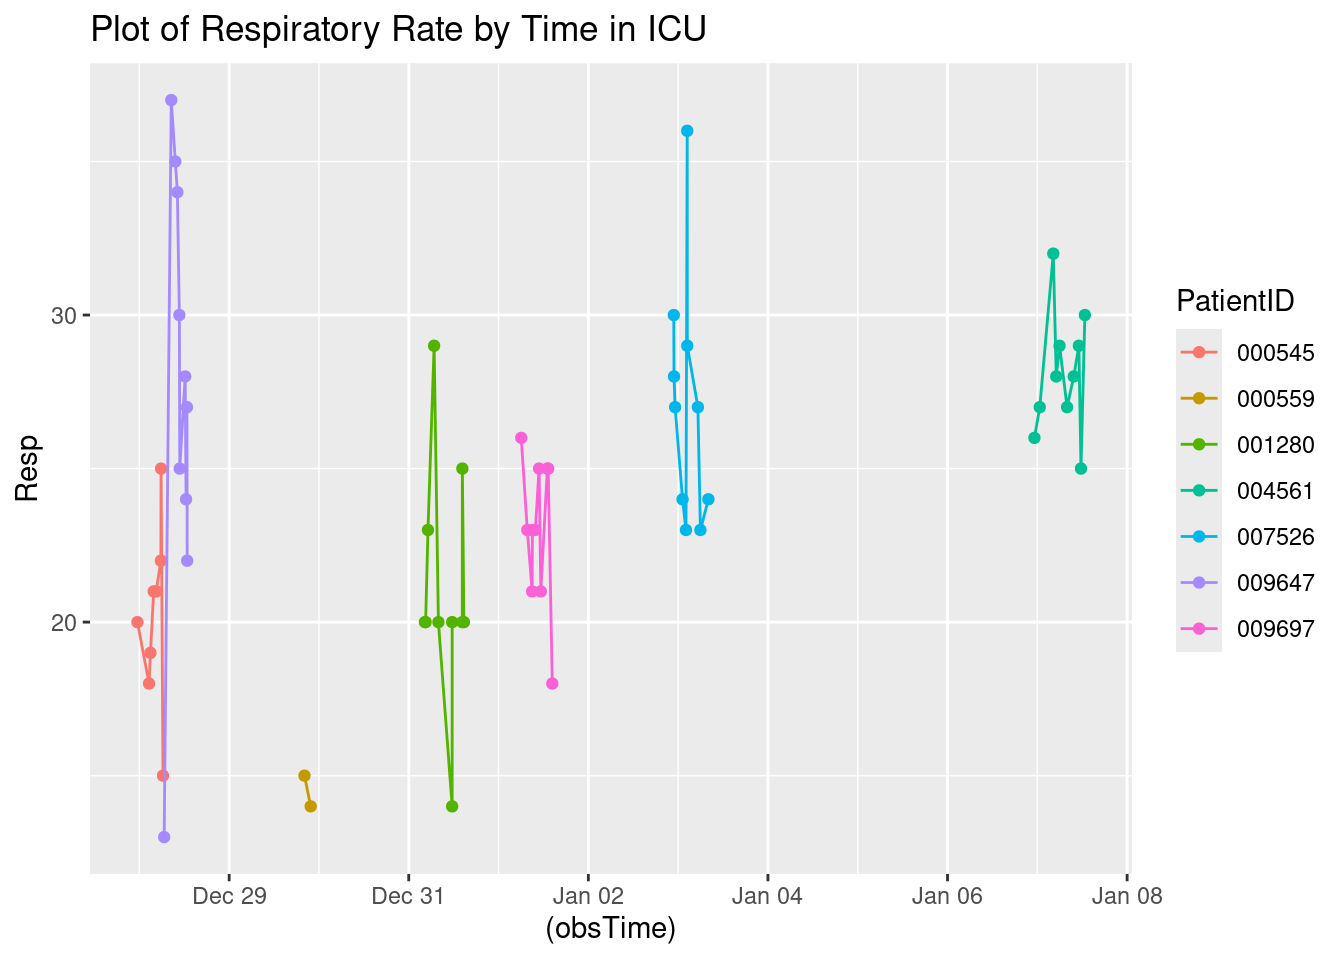 Plot of Respiratory Rate by Time in ICU
30
20
Resp
Dec 29
Dec 31
Jan 02
Jan 04
Jan 06
Jan 08
(obsTime)
PatientID
000545
000559
001280
004561
007526
009647
009697